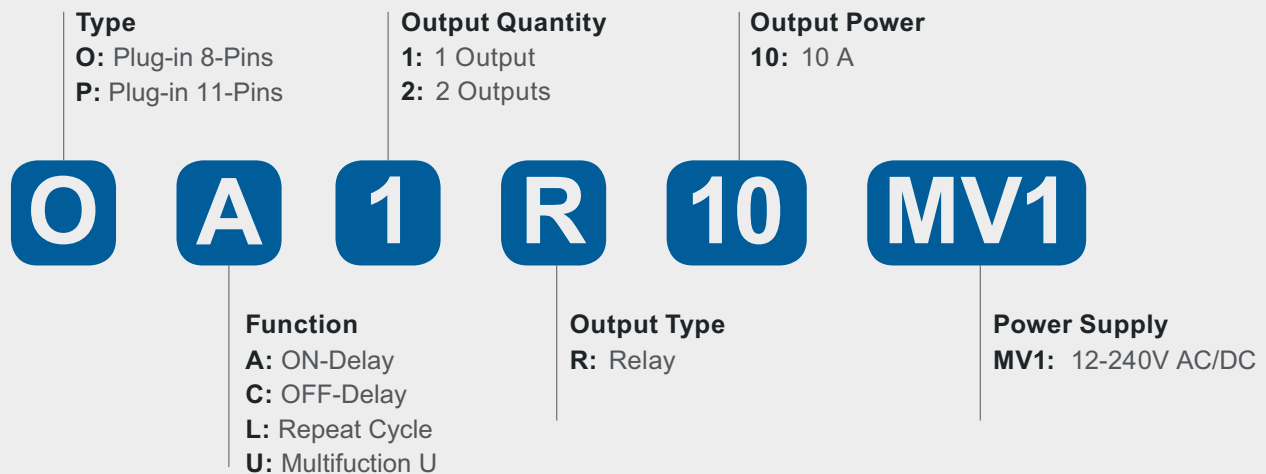 Type
O: Plug-in 8-Pins
P: Plug-in 11-Pins
Output Quantity
1: 1 Output
2: 2 Outputs
Output Power
10: 10 A
O A 1 R 10 MV1
Function
A: ON-Delay
C: OFF-Delay
L: Repeat Cycle
U: Multifuction U
Output Type
R: Relay
Power Supply
MV1: 12-240V AC/DC